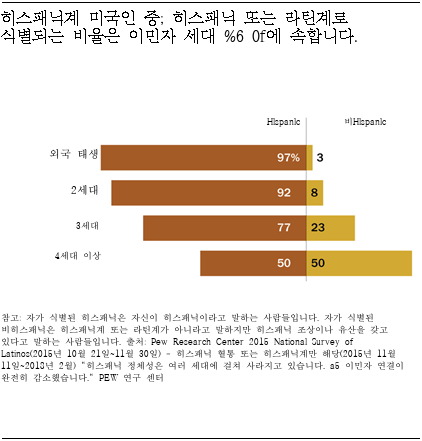 히스패닉계 미국인 중; 히스패닉 또는 라틴계로
식별되는 비율은 이민자 세대 %6 0f에 속합니다.
Hispanic 비Hispanic
외국 태생 97% 3
2세대 92 8
3세대 77 23
4세대 이상 50 50
참고: 자가 식별된 히스패닉은 자신이 히스패닉이라고 말하는 사람들입니다. 자가 식별된
비히스패닉은 히스패닉계 또는 라틴계가 아니라고 말하지만 히스패닉 조상이나 유산을 갖고
있다고 말하는 사람들입니다. 출처: Pew Research Center 2015 National Survey of
Latinos(2015년 10월 21일~11월 30일) - 히스패닉 혈통 또는 히스패닉계만 해당(2015년 11월
11일~2018년 2월) "히스패닉 정체성은 여러 세대에 걸쳐 사라지고 있습니다. a5 이민자 연결이
완전히 감소했습니다." PEW 연구 센터